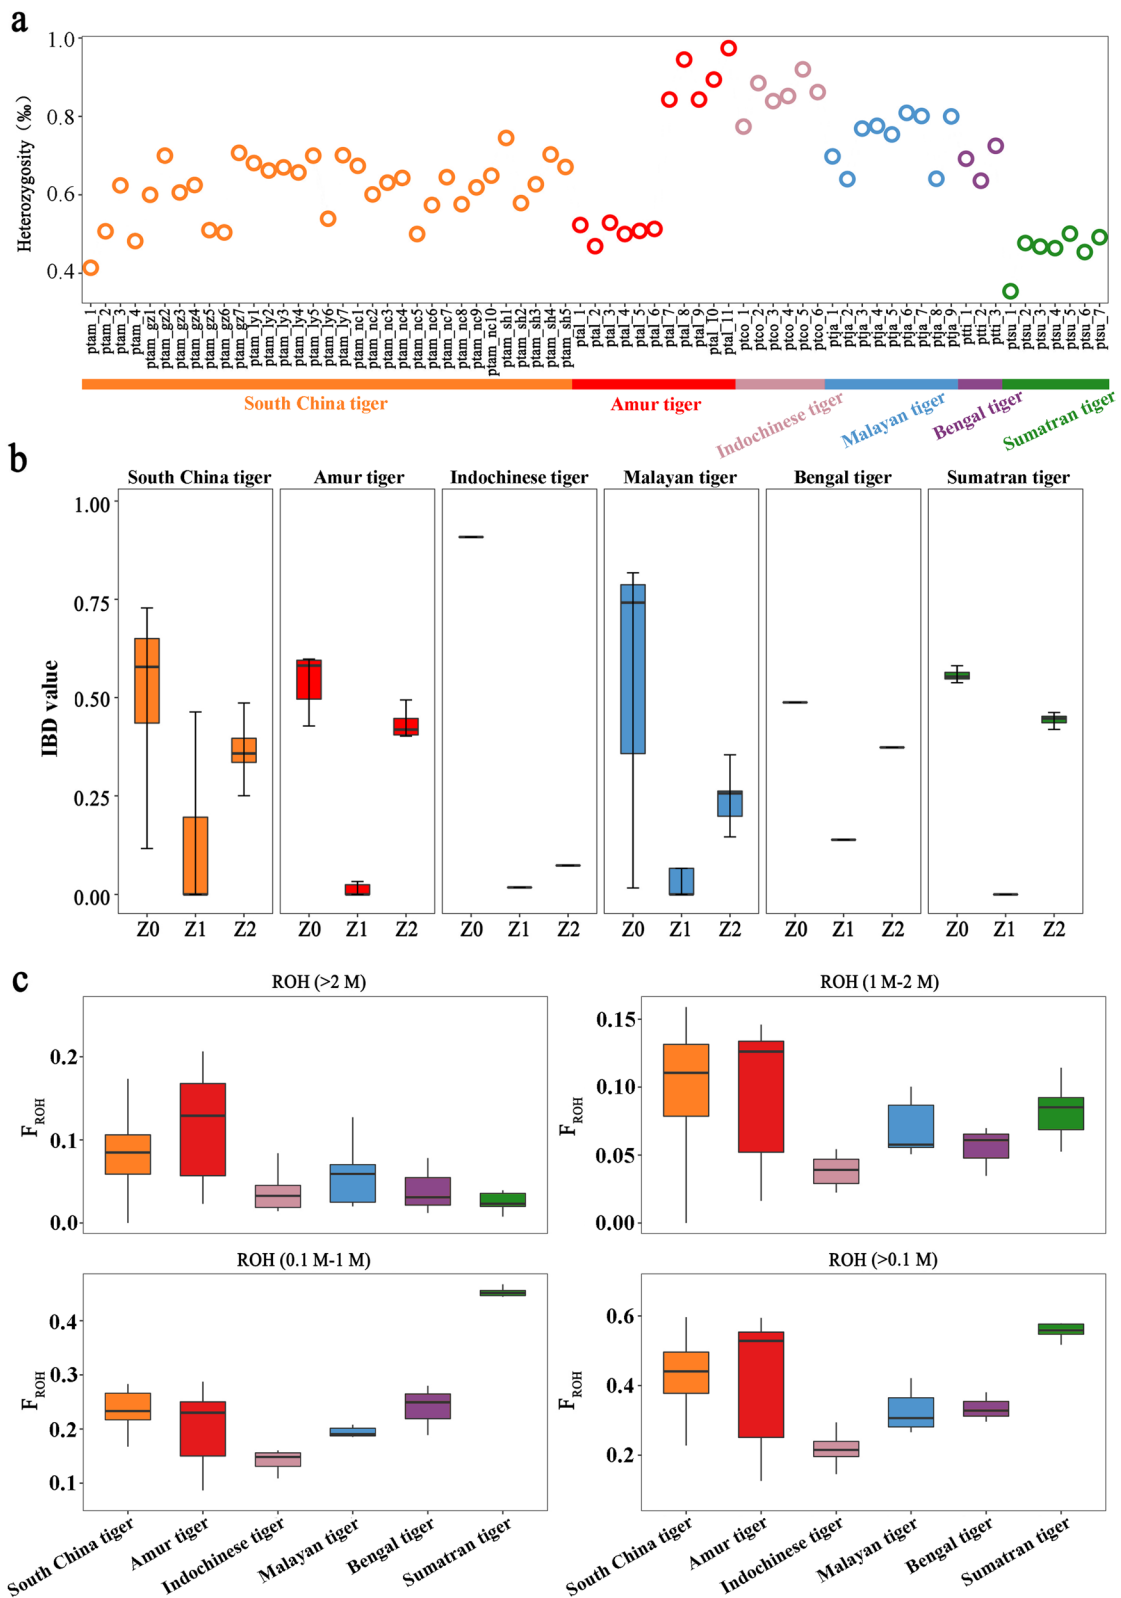 a
Heterozygosity (‰)
1.0
0.8
0.6
0.4
ptam_1
ptam_2
ptam_3
ptam_4
ptam_gz1
ptam_gz2
ptam_gz3
ptam_gz4
ptam_gz5
ptam_gz6
ptam_gz7
ptam_ly1
ptam_ly2
ptam_ly3
ptam_ly4
ptam_ly5
ptam_ly6
ptam_ly7
ptam_nc1
ptam_nc2
ptam_nc3
ptam_nc4
ptam_nc5
ptam_nc6
ptam_nc7
ptam_nc8
ptam_nc9
ptam_nc10
ptam_sh1
ptam_sh2
ptam_sh3
ptam_sh4
ptam_sh5
ptal_1
ptal_2
ptal_3
ptal_4
ptal_5
ptal_6
ptal_7
ptal_8
ptal_9
ptal_10
ptal_11
ptco_1
ptco_2
ptco_3
ptco_4
ptco_5
ptco_6
ptja_1
ptja_2
ptja_3
ptja_4
ptja_5
ptja_6
ptja_7
ptja_8
ptja_9
ptti_1
ptti_2
ptti_3
ptsu_1
ptsu_2
ptsu_3
ptsu_4
ptsu_5
ptsu_6
ptsu_7
South China tiger
Amur tiger
Indochinese tiger
Malayan tiger
Bengal tiger
Sumatran tiger
b
South China tiger Amur tiger Indochinese tiger Malayan tiger Bengal tiger Sumatran tiger
IBD value
1.00
0.75
0.50
0.25
0.00
Z0 Z1 Z2 Z0 Z1 Z2 Z0 Z1 Z2 Z0 Z1 Z2 Z0 Z1 Z2 Z0 Z1 Z2
c
ROH (>2 M)
FROH
0.2
0.1
0.0
ROH (1 M-2 M)
FROH
0.15
0.10
0.05
0.00
ROH (0.1 M-1 M)
FROH
0.4
0.3
0.2
0.1
South China tiger
Amur tiger
Indochinese tiger
Malayan tiger
Bengal tiger
Sumatran tiger
ROH (>0.1 M)
FROH
0.6
0.4
0.2
South China tiger
Amur tiger
Indochinese tiger
Malayan tiger
Bengal tiger
Sumatran tiger